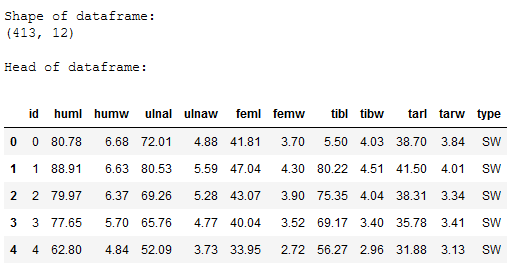 Shape of dataframe:
(413, 12)
Head of dataframe:
id huml humw ulnal ulnaw feml femw tibl tibw tarl tarw type
0 0 80.78 6.68 72.01 4.88 41.81 3.70 5.50 4.03 38.70 3.84 SW
1 1 88.91 6.63 80.53 5.59 47.04 4.30 80.22 4.51 41.50 4.01 SW
2 2 79.97 6.37 69.26 5.28 43.07 3.90 75.35 4.04 38.31 3.34 SW
3 3 77.65 5.70 65.76 4.77 40.04 3.52 69.17 3.40 35.78 3.41 SW
4 4 62.80 4.84 52.09 3.73 33.95 2.72 56.27 2.96 31.88 3.13 SW